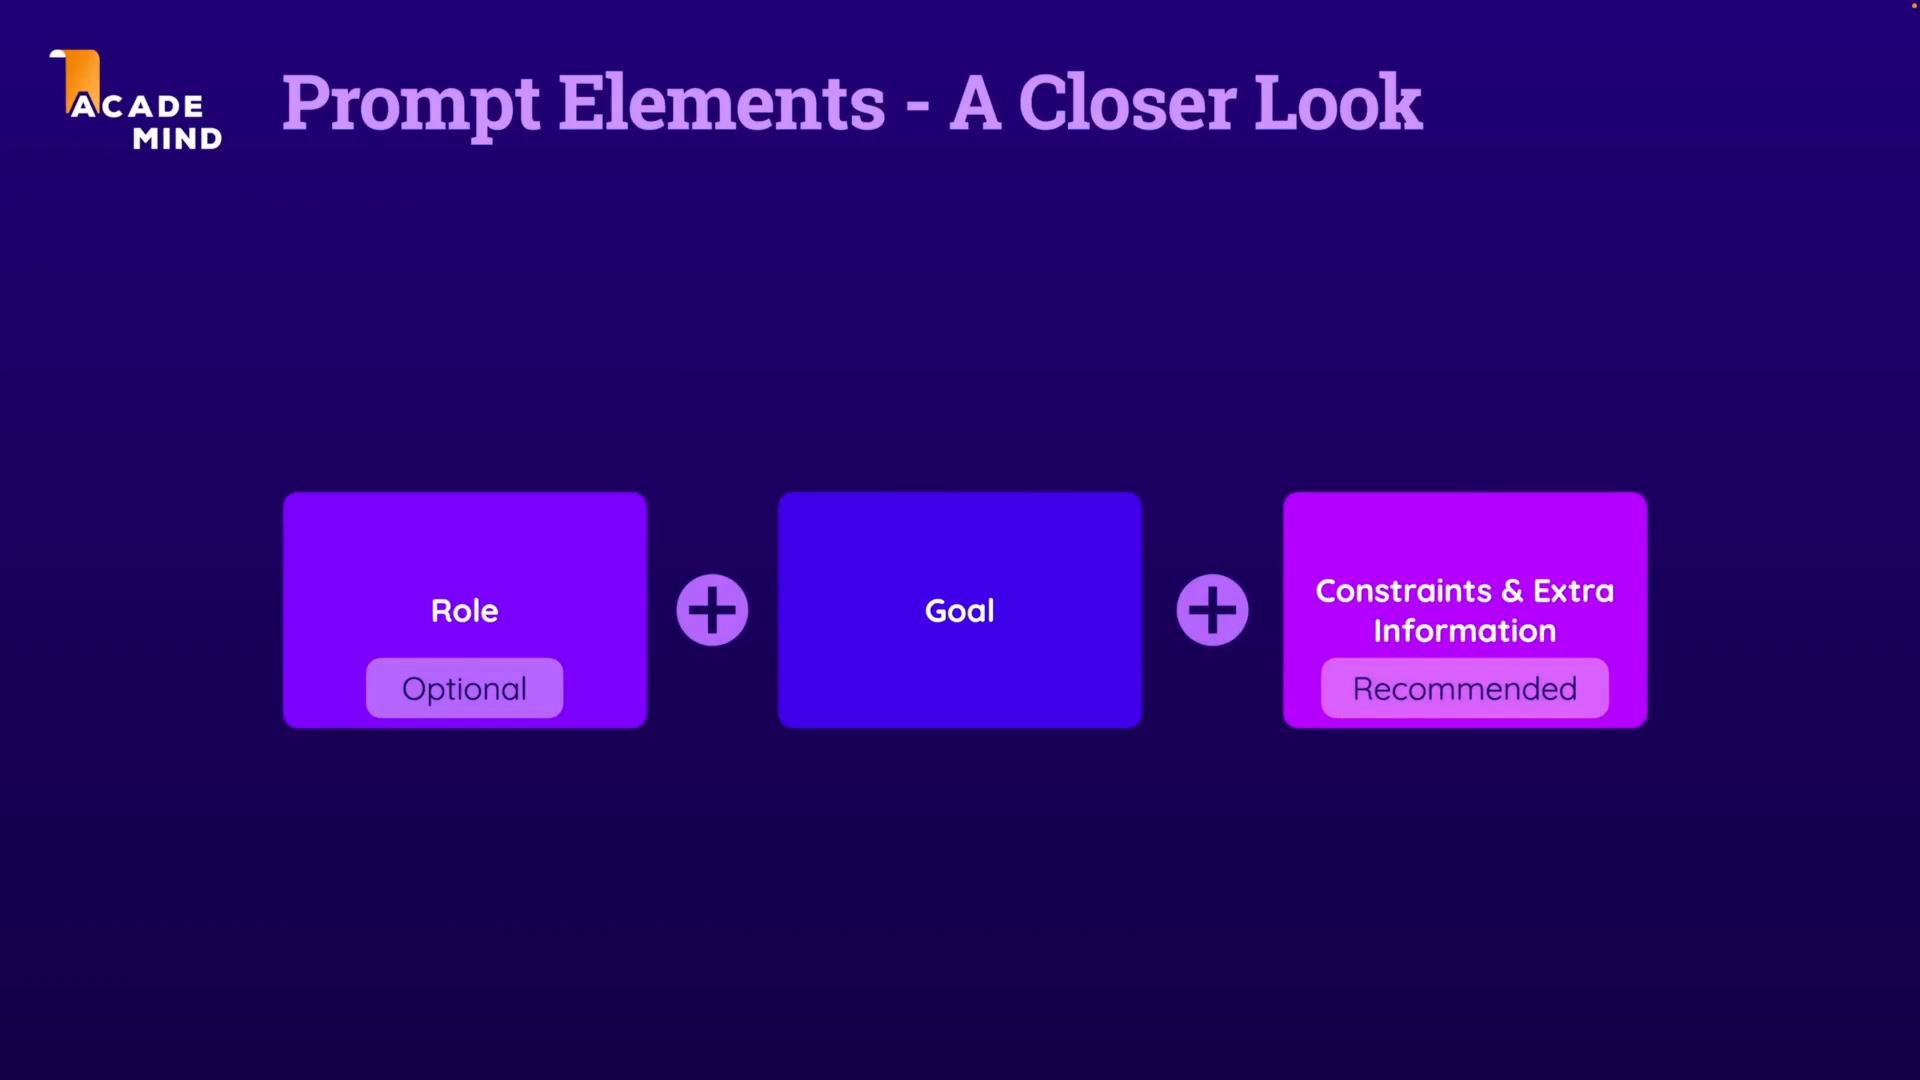 ACADE
MIND
Prompt Elements - A Closer Look
Role
Optional
Goal
Constraints & Extra
Information
Recommended